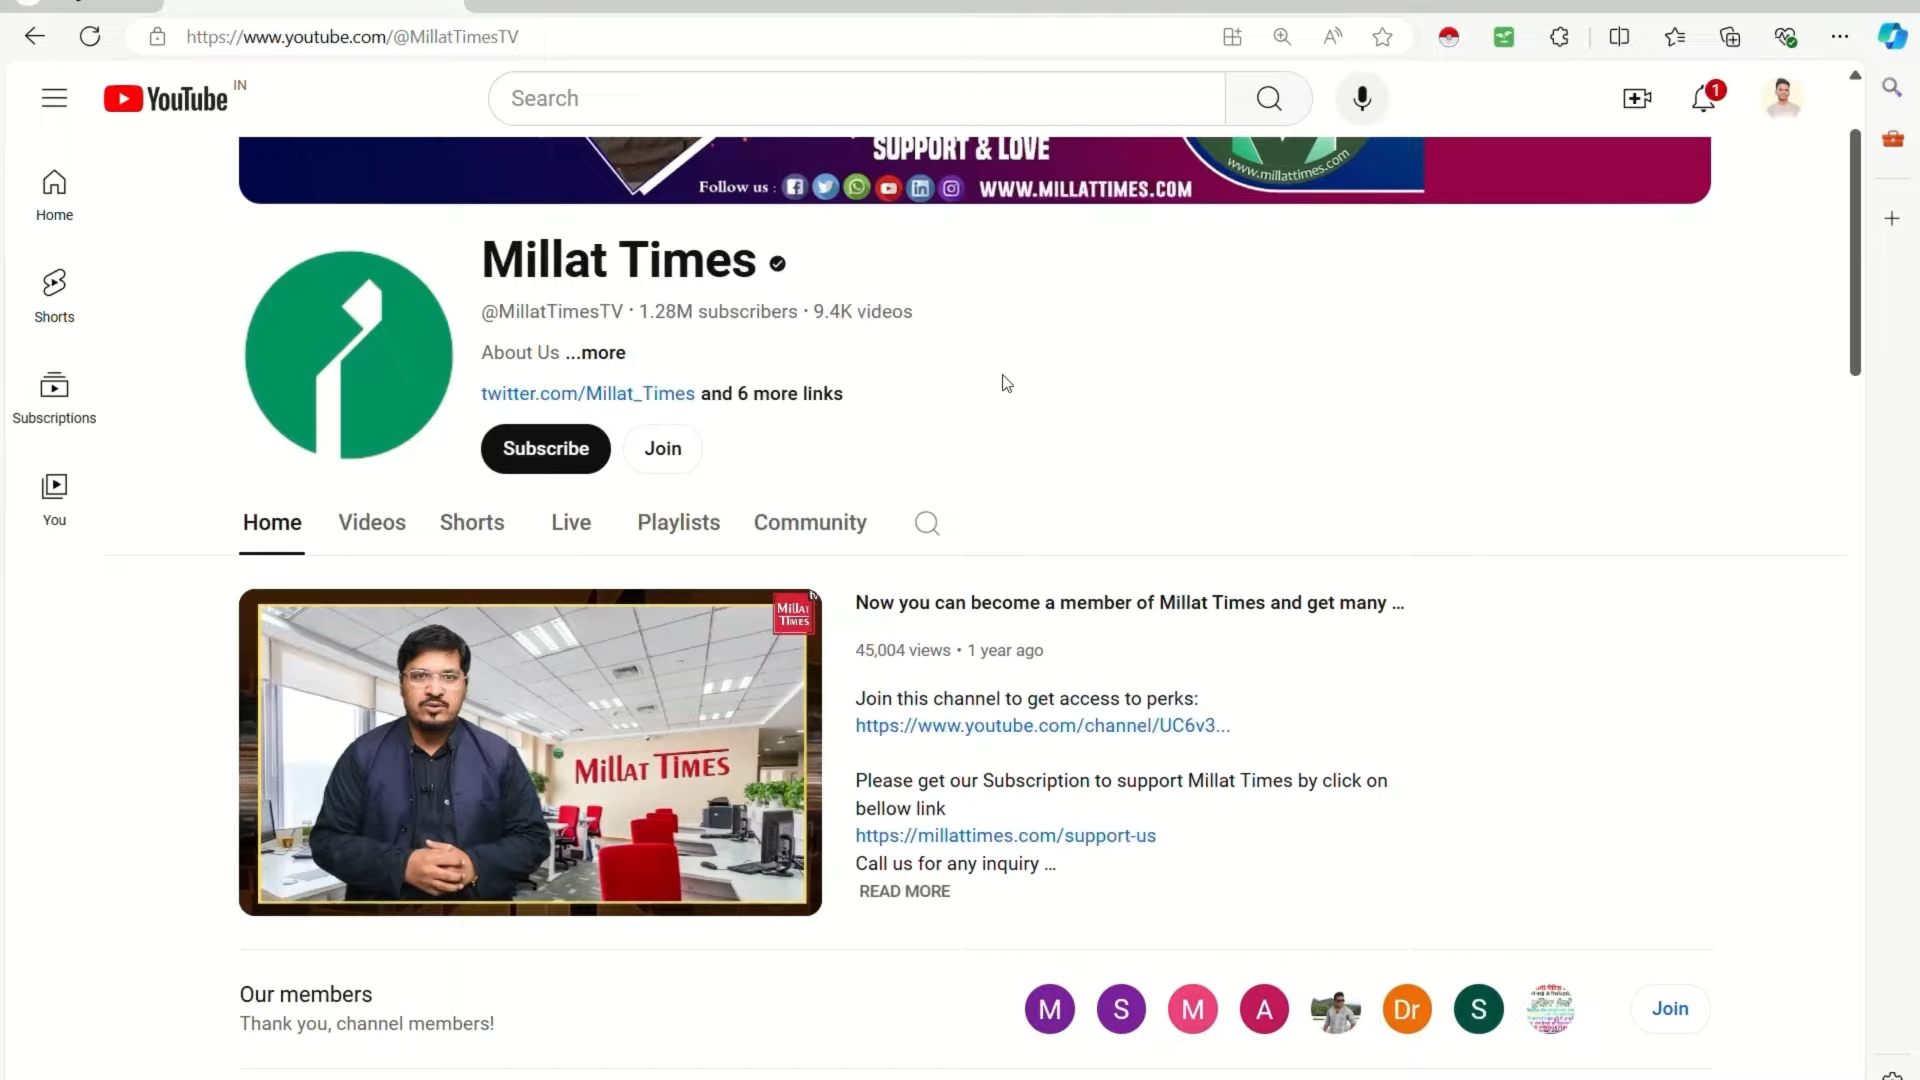 https://www.youtube.com/@MillatTimesTV
YouTube IN
Search
1
SUPPORT & LOVE
Follow us : WWW.MILLATTIMES.COM
www.millattimes.com
Home
Shorts
Subscriptions
You
Millat Times
@MillatTimesTV • 1.28M subscribers • 9.4K videos
About Us ...more
twitter.com/Millat_Times and 6 more links
Subscribe
Join
Home
Videos
Shorts
Live
Playlists
Community
Millat
Times
tv
Millat Times
Now you can become a member of Millat Times and get many ...
45,004 views • 1 year ago
Join this channel to get access to perks:
https://www.youtube.com/channel/UC6v3...
Please get our Subscription to support Millat Times by click on
bellow link
https://millattimes.com/support-us
Call us for any inquiry ...
READ MORE
Our members
Thank you, channel members!
M
S
M
A
Dr
S
Join